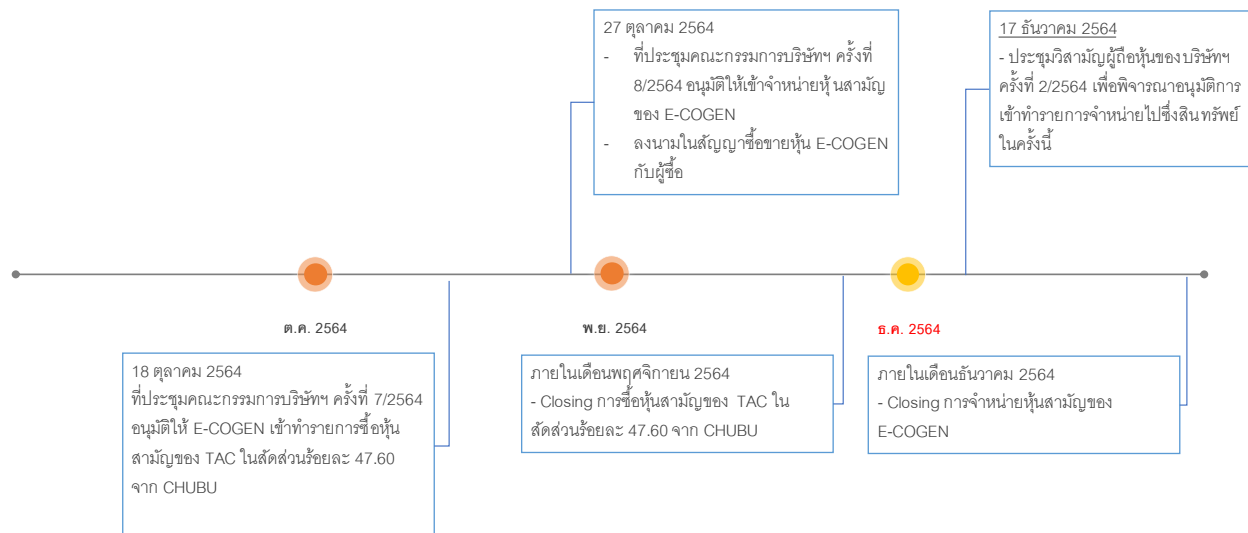 27 ตุลาคม 2564
- ที่ประชุมคณะกรรมการบริษัทฯ ครั้งที่
8/2564 อนุมัติให้เข้าจำหน่ายหุ้นสามัญ
ของ E-COGEN
- ลงนามในสัญญาซื้อขายหุ้น E-COGEN
กับผู้ซื้อ
17 ธันวาคม 2564
- ประชุมวิสามัญผู้ถือหุ้นของบริษัทฯ
ครั้งที่ 2/2564 เพื่อพิจารณาอนุมัติการ
เข้าทำรายการจำหน่ายไปซึ่งสินทรัพย์
ในครั้งนี้
ต.ค. 2564
พ.ย. 2564
ธ.ค. 2564
18 ตุลาคม 2564
ที่ประชุมคณะกรรมการบริษัทฯ ครั้งที่ 7/2564
อนุมัติให้ E-COGEN เข้าทำรายการซื้อหุ้น
สามัญของ TAC ในสัดส่วนร้อยละ 47.60
จาก CHUBU
ภายในเดือนพฤศจิกายน 2564
- Closing การซื้อหุ้นสามัญของ TAC ใน
สัดส่วนร้อยละ 47.60 จาก CHUBU
ภายในเดือนธันวาคม 2564
- Closing การจำหน่ายหุ้นสามัญของ
E-COGEN